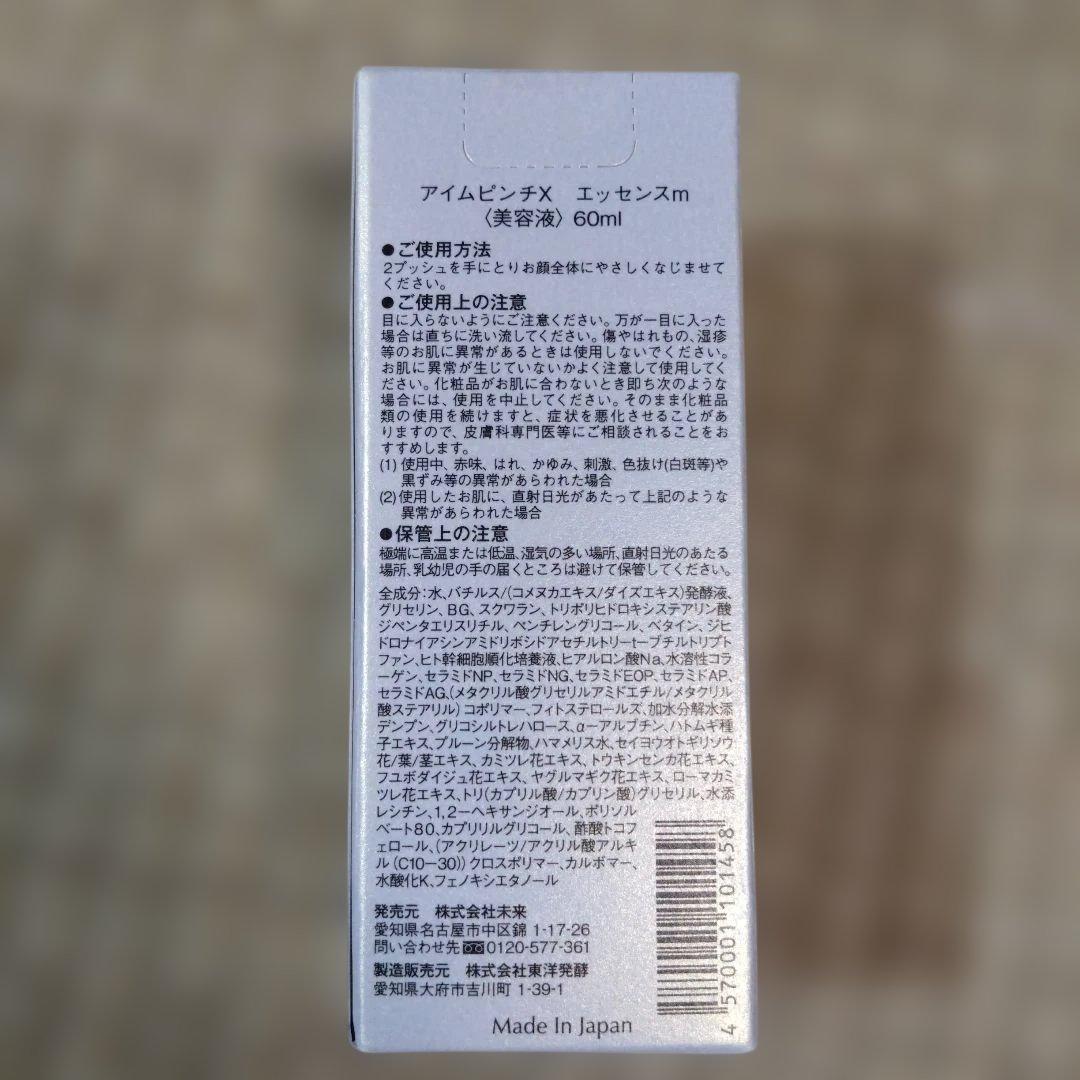 アイムピンチX　エッセンスm
〈美容液〉60ml
●ご使用方法
2プッシュを手にとりお顔全体にやさしくなじませて
ください。
●ご使用上の注意
目に入らないようにご注意ください。万が一目に入った
場合は直ちに洗い流してください。傷やはれもの、湿疹
等のお肌に異常があるときは使用しないでください。
お肌に異常が生じていないかよく注意して使用してく
ださい。化粧品がお肌に合わないとき即ち次のような
場合には、使用を中止してください。そのまま化粧品
類の使用を続けますと、症状を悪化させることがあ
りますので、皮膚科専門医等にご相談されることをお
すすめします。
(1) 使用中、赤味、はれ、かゆみ、刺激、色抜け(白斑等)や
黒ずみ等の異常があらわれた場合
(2)使用したお肌に、直射日光があたって上記のような
異常があらわれた場合
●保管上の注意
極端に高温または低温、湿気の多い場所、直射日光のあたる
場所、乳幼児の手の届くところは避けて保管してください。
全成分：水、バチルス/(コメヌカエキス/ダイズエキス)発酵液、
グリセリン、BG、スクワラン、トリポリヒドロキシステアリン酸
ジペンタエリスリチル、ペンチレングリコール、ベタイン、ジヒ
ドロナイアシンアミドリボシドアセチルトリーtーブチルトリプト
ファン、ヒト幹細胞順化培養液、ヒアルロン酸Na、水溶性コラ
ーゲン、セラミドNP、セラミドNG、セラミドEOP、セラミドAP、
セラミドAG、(メタクリル酸グリセリルアミドエチル/メタクリル
酸ステアリル）コポリマー、フィトステロールズ、加水分解水添
デンプン、グリコシルトレハロース、αーアルブチン、ハトムギ種
子エキス、プルーン分解物、ハマメリス水、セイヨウオトギリソウ
花/葉/茎エキス、カミツレ花エキス、トウキンセンカ花エキス、
フユボダイジュ花エキス、ヤグルマギク花エキス、ローマカミ
ツレ花エキス、トリ(カプリル酸/カプリン酸)グリセリル、水添
レシチン、1,2ーヘキサンジオール、ポリソル
ベート80、カプリリルグリコール、酢酸トコフ
ェロール、(アクリレーツ/アクリル酸アルキ
ル(C10ー30))クロスポリマー、カルボマー、
水酸化K、フェノキシエタノール
発売元　株式会社未来
愛知県名古屋市中区錦 1-17-26
問い合わせ先 0120-577-361
製造販売元　株式会社東洋発酵
愛知県大府市吉川町 1-39-1
Made In Japan
4 570001 101458